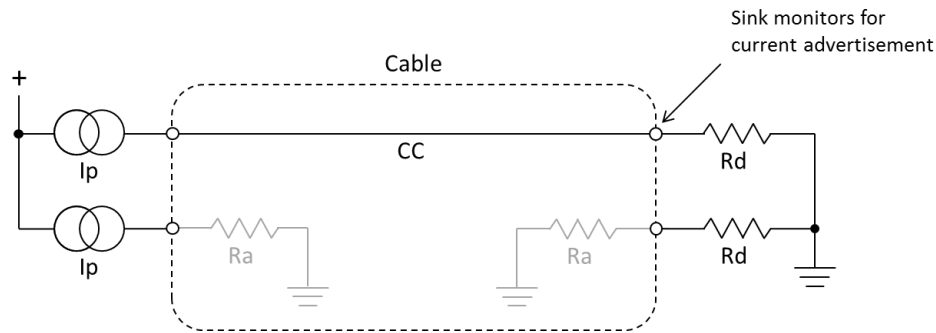 Sink monitors for
current advertisement
Cable
+
Ip
CC
Rd
Ip
Ra
Ra
Rd